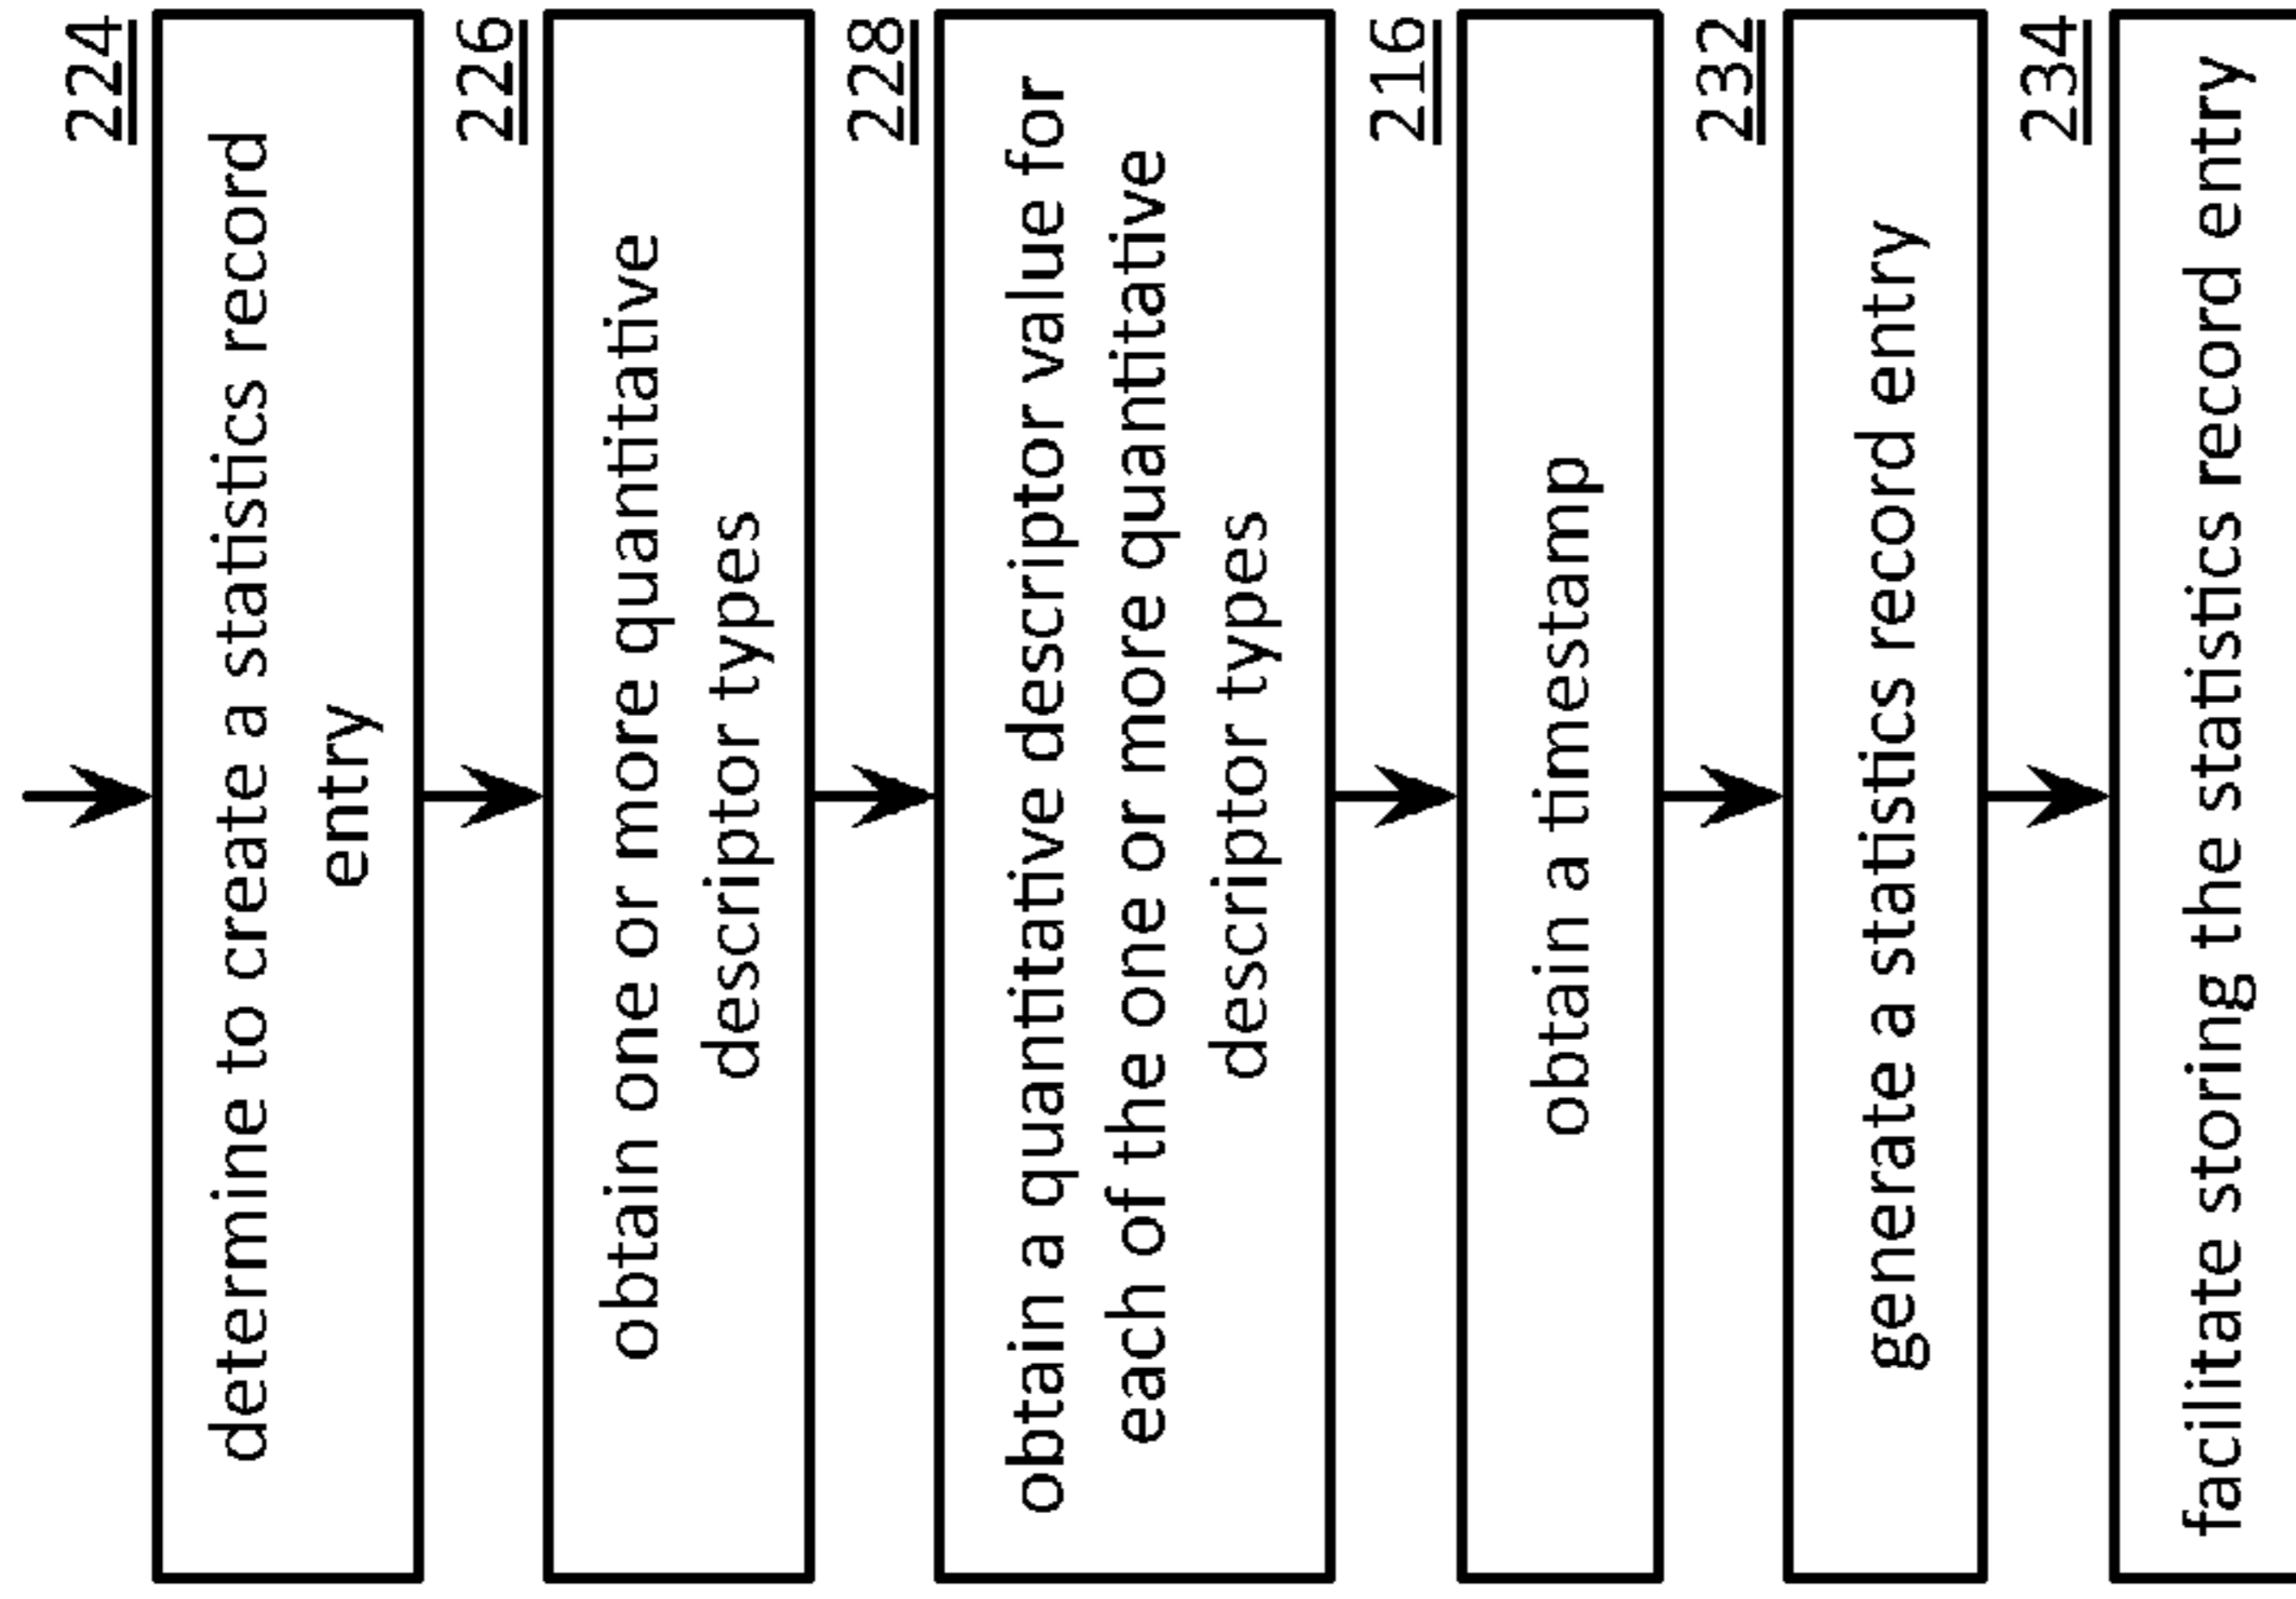 224
determine to create a statistics record
entry
226
obtain one or more quantitative
descriptor types
228
obtain a quantitative descriptor value for
each of the one or more quantitative
descriptor types
216
obtain a timestamp
232
generate a statistics record entry
234
facilitate storing the statistics record entry